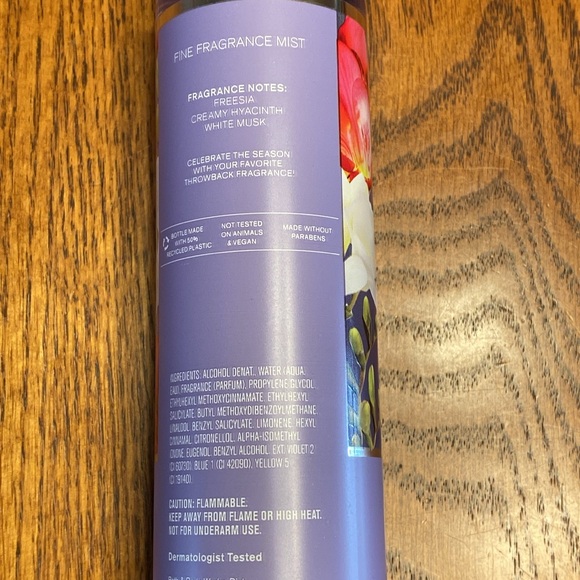 FINE FRAGRANCE MIST
FRAGRANCE NOTES:
FREESIA
CREAMY HYACINTH
WHITE MUSK
CELEBRATE THE SEASON
WITH YOUR FAVORITE
THROWBACK FRAGRANCE!
BOTTLE MADE
WITH 50%
RECYCLED PLASTIC
NOT TESTED
ON ANIMALS
& VEGAN
MADE WITHOUT
PARABENS
INGREDIENTS: ALCOHOL DENAT., WATER (AQUA,
EAU), FRAGRANCE (PARFUM), PROPYLENE GLYCOL,
ETHYLHEXYL METHOXYCINNAMATE, ETHYLHEXYL
SALICYLATE, BUTYL METHOXYDIBENZOYLMETHANE,
LINALOOL, BENZYL SALICYLATE, LIMONENE, HEXYL
CINNAMAL, CITRONELLOL, ALPHA-ISOMETHYL
IONONE, EUGENOL, BENZYL ALCOHOL, EXT. VIOLET 2
(CI 60730), BLUE 1 (CI 42090), YELLOW 5
(CI 19140).
CAUTION: FLAMMABLE.
KEEP AWAY FROM FLAME OR HIGH HEAT.
NOT FOR UNDERARM USE.
Dermatologist Tested